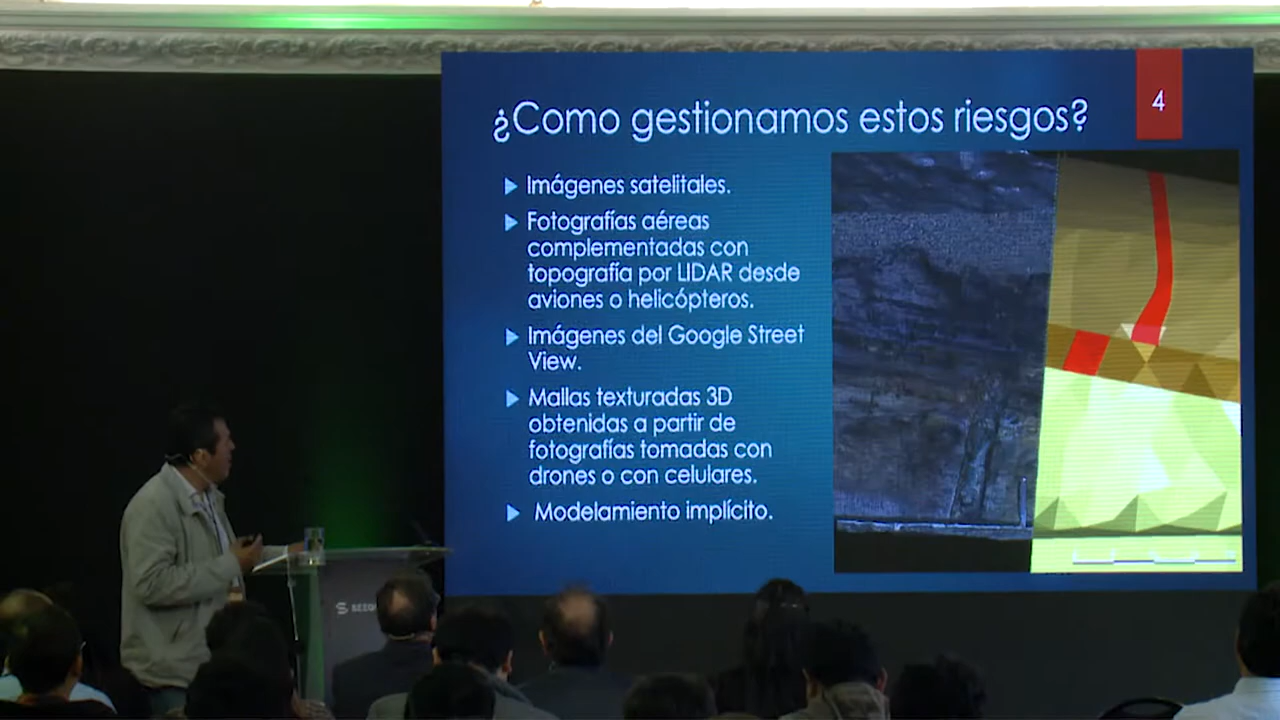 ¿Como gestionamos estos riesgos?
4
Imágenes satelitales.
Fotografías aéreas
complementadas con
topografía por LIDAR desde
aviones o helicópteros.
Imágenes del Google Street
View.
Mallas texturadas 3D
obtenidas a partir de
fotografías tomadas con
drones o con celulares.
Modelamiento implícito.